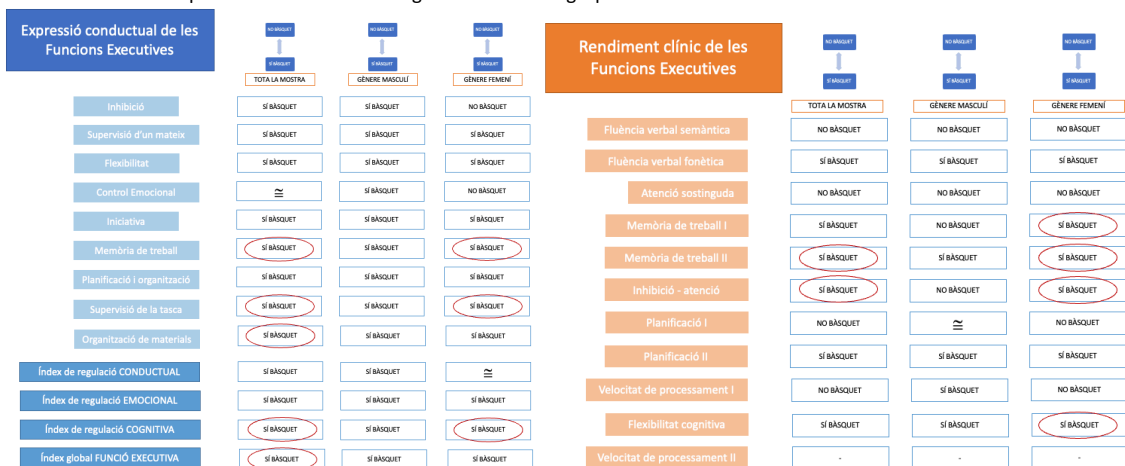 Expressió conductual de les
Funcions Executives
NO BÀSQUET NO BÀSQUET NO BÀSQUET
SÍ BÀSQUET SÍ BÀSQUET SÍ BÀSQUET
TOTA LA MOSTRA GÈNERE MASCULÍ GÈNERE FEMENÍ
Inhibició SÍ BÀSQUET SÍ BÀSQUET NO BÀSQUET
Supervisió d'un mateix SÍ BÀSQUET SÍ BÀSQUET SÍ BÀSQUET
Flexibilitat SÍ BÀSQUET SÍ BÀSQUET SÍ BÀSQUET
Control Emocional ≅ SÍ BÀSQUET NO BÀSQUET
Iniciativa SÍ BÀSQUET SÍ BÀSQUET SÍ BÀSQUET
Memòria de treball SÍ BÀSQUET SÍ BÀSQUET SÍ BÀSQUET
Planificació i organització SÍ BÀSQUET SÍ BÀSQUET SÍ BÀSQUET
Supervisió de la tasca SÍ BÀSQUET SÍ BÀSQUET SÍ BÀSQUET
Organització de materials SÍ BÀSQUET SÍ BÀSQUET SÍ BÀSQUET
Índex de regulació CONDUCTUAL SÍ BÀSQUET SÍ BÀSQUET ≅
Índex de regulació EMOCIONAL SÍ BÀSQUET SÍ BÀSQUET SÍ BÀSQUET
Índex de regulació COGNITIVA SÍ BÀSQUET SÍ BÀSQUET SÍ BÀSQUET
Índex global FUNCIÓ EXECUTIVA SÍ BÀSQUET SÍ BÀSQUET SÍ BÀSQUET
Rendiment clínic de les
Funcions Executives
NO BÀSQUET NO BÀSQUET NO BÀSQUET
SÍ BÀSQUET SÍ BÀSQUET SÍ BÀSQUET
TOTA LA MOSTRA GÈNERE MASCULÍ GÈNERE FEMENÍ
Fluència verbal semàntica NO BÀSQUET NO BÀSQUET NO BÀSQUET
Fluència verbal fonètica SÍ BÀSQUET SÍ BÀSQUET SÍ BÀSQUET
Atenció sostinguda NO BÀSQUET NO BÀSQUET NO BÀSQUET
Memòria de treball I SÍ BÀSQUET NO BÀSQUET SÍ BÀSQUET
Memòria de treball II SÍ BÀSQUET SÍ BÀSQUET SÍ BÀSQUET
Inhibició - atenció SÍ BÀSQUET NO BÀSQUET SÍ BÀSQUET
Planificació I NO BÀSQUET ≅ NO BÀSQUET
Planificació II SÍ BÀSQUET SÍ BÀSQUET SÍ BÀSQUET
Velocitat de processament I NO BÀSQUET SÍ BÀSQUET NO BÀSQUET
Flexibilitat cognitiva SÍ BÀSQUET SÍ BÀSQUET SÍ BÀSQUET
Velocitat de processament II - - -